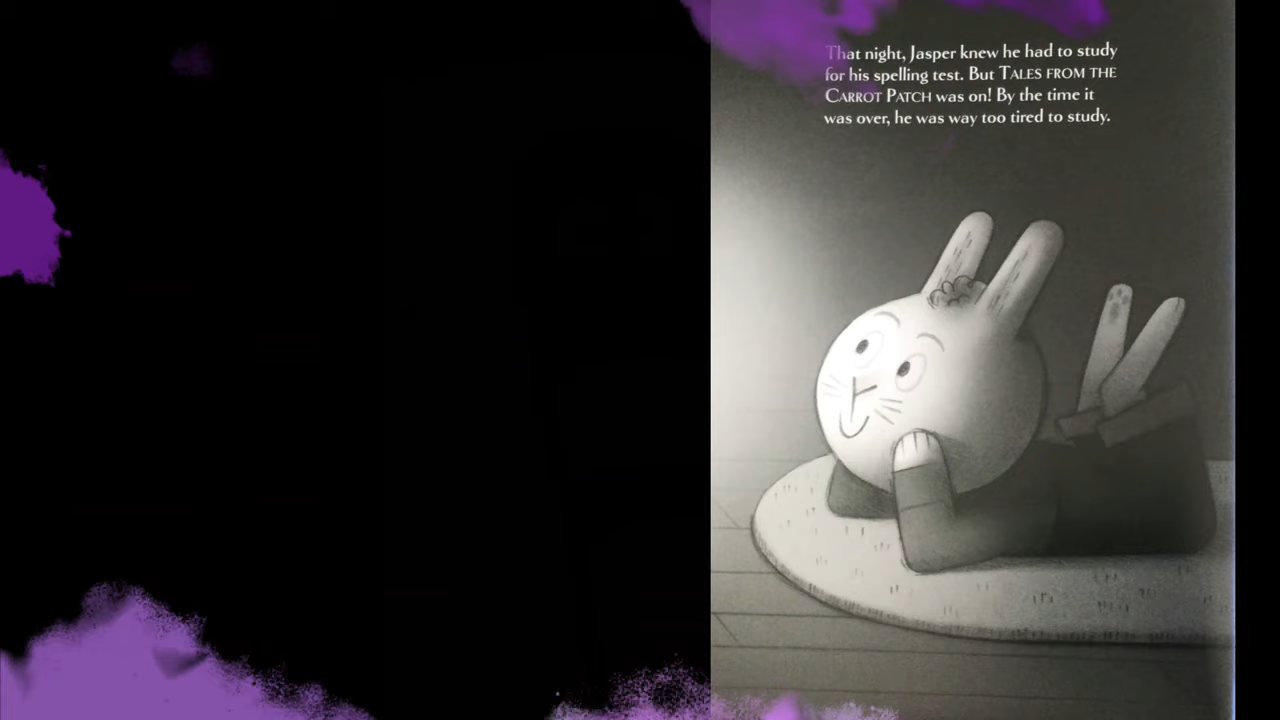 That night, Jasper knew he had to study
for his spelling test. But TALES FROM THE
CARROT PATCH was on! By the time it
was over, he was way too tired to study.